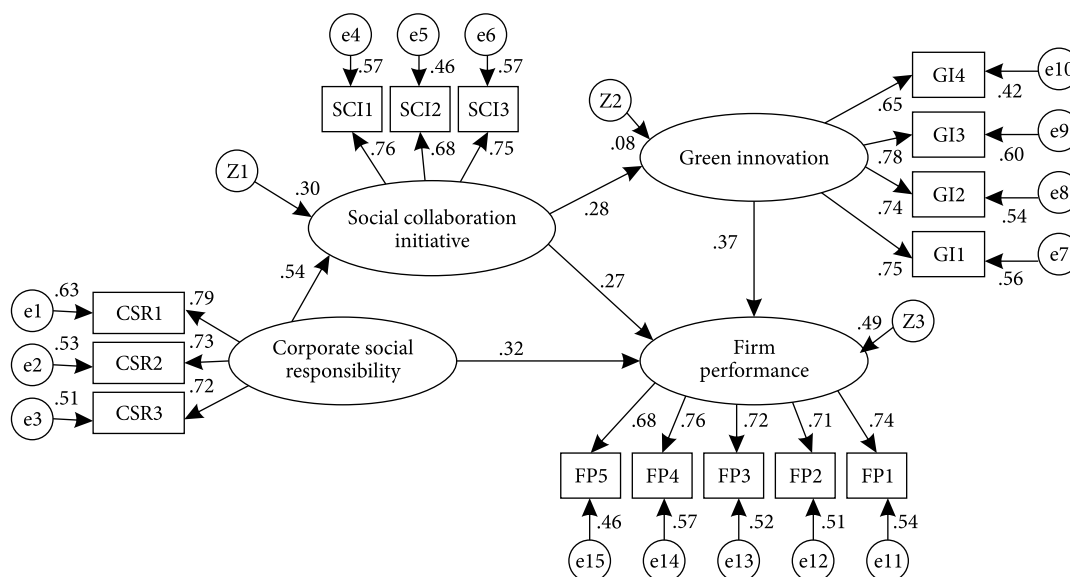 e4
e5
e6
.57
.46
.57
SCI1
SCI2
SCI3
.76
.68
.75
Z1
.30
Social collaboration
initiative
Z2
.08
Green innovation
.28
.65
.78
.74
.75
GI4
GI3
GI2
GI1
.42
.60
.54
.56
e10
e9
e8
e7
.54
.27
.37
e1
e2
e3
.63
.53
.51
CSR1
CSR2
CSR3
.79
.73
.72
Corporate social
responsibility
.32
Firm
performance
.49
Z3
.68
.76
.72
.71
.74
FP5
FP4
FP3
FP2
FP1
.46
.57
.52
.51
.54
e15
e14
e13
e12
e11